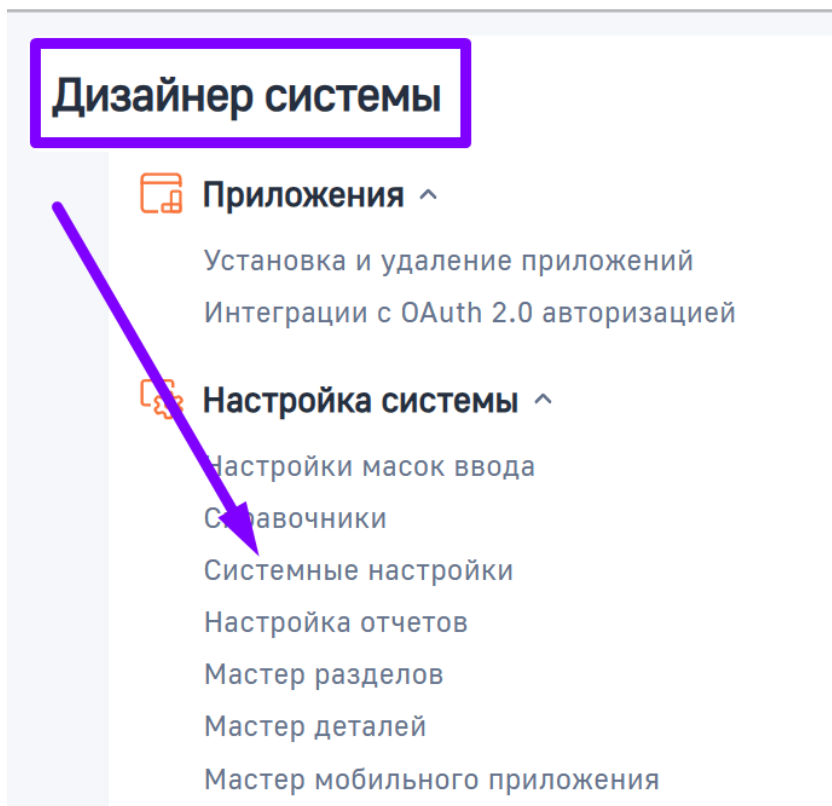 Дизайнер системы
Приложения
Установка и удаление приложений
Интеграции с OAuth 2.0 авторизацией
Настройка системы
Настройки масок ввода
Справочники
Системные настройки
Настройка отчетов
Мастер разделов
Мастер деталей
Мастер мобильного приложения